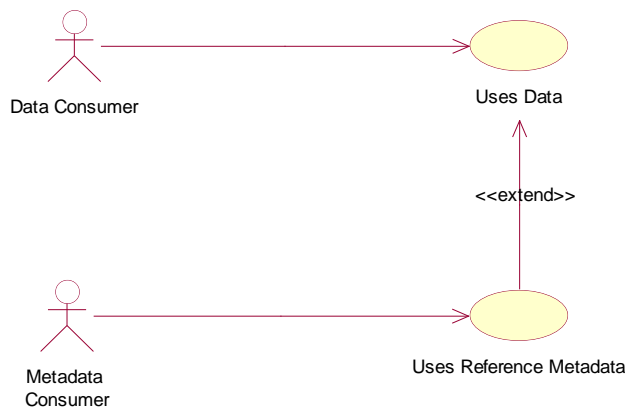 Data Consumer
Uses Data
<<extend>>
Metadata
Consumer
Uses Reference Metadata